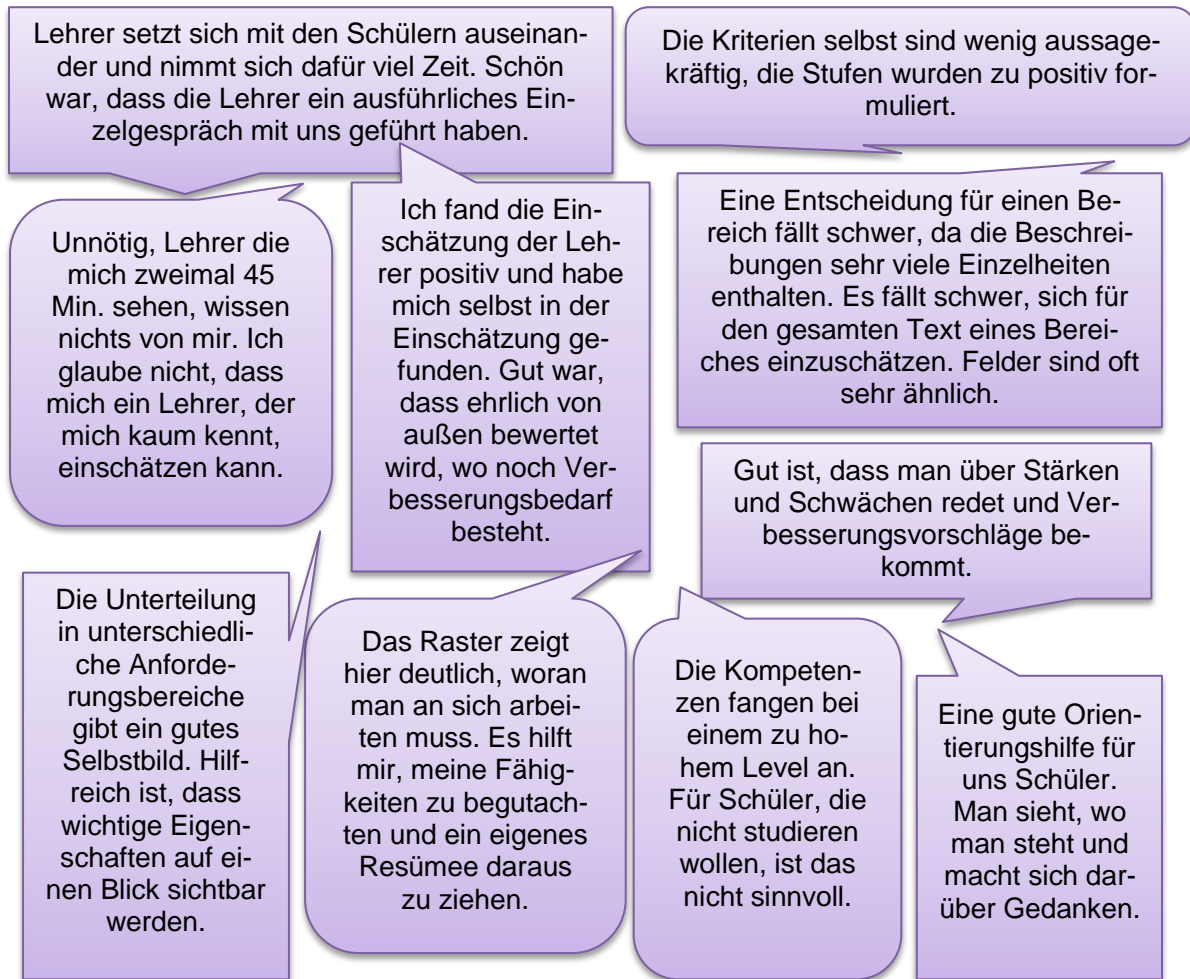 Lehrer setzt sich mit den Schülern auseinan-
der und nimmt sich dafür viel Zeit. Schön
war, dass die Lehrer ein ausführliches Ein-
zelgespräch mit uns geführt haben.
Die Kriterien selbst sind wenig aussage-
kräftig, die Stufen wurden zu positiv for-
muliert.
Unnötig, Lehrer die
mich zweimal 45
Min. sehen, wissen
nichts von mir. Ich
glaube nicht, dass
mich ein Lehrer, der
mich kaum kennt,
einschätzen kann.
Ich fand die Ein-
schätzung der Leh-
rer positiv und habe
mich selbst in der
Einschätzung ge-
funden. Gut war,
dass ehrlich von
außen bewertet
wird, wo noch Ver-
besserungsbedarf
besteht.
Eine Entscheidung für einen Be-
reich fällt schwer, da die Beschrei-
bungen sehr viele Einzelheiten
enthalten. Es fällt schwer, sich für
den gesamten Text eines Berei-
ches einzuschätzen. Felder sind oft
sehr ähnlich.
Gut ist, dass man über Stärken
und Schwächen redet und Ver-
besserungsvorschläge be-
kommt.
Die Unterteilung
in unterschiedli-
che Anforde-
rungsbereiche
gibt ein gutes
Selbstbild. Hilf-
reich ist, dass
wichtige Eigen-
schaften auf ei-
nen Blick sichtbar
werden.
Das Raster zeigt
hier deutlich, woran
man an sich arbei-
ten muss. Es hilft
mir, meine Fähig-
keiten zu begutach-
ten und ein eigenes
Resümee daraus
zu ziehen.
Die Kompeten-
zen fangen bei
einem zu ho-
hem Level an.
Für Schüler, die
nicht studieren
wollen, ist das
nicht sinnvoll.
Eine gute Orien-
tierungshilfe für
uns Schüler.
Man sieht, wo
man steht und
macht sich dar-
über Gedanken.